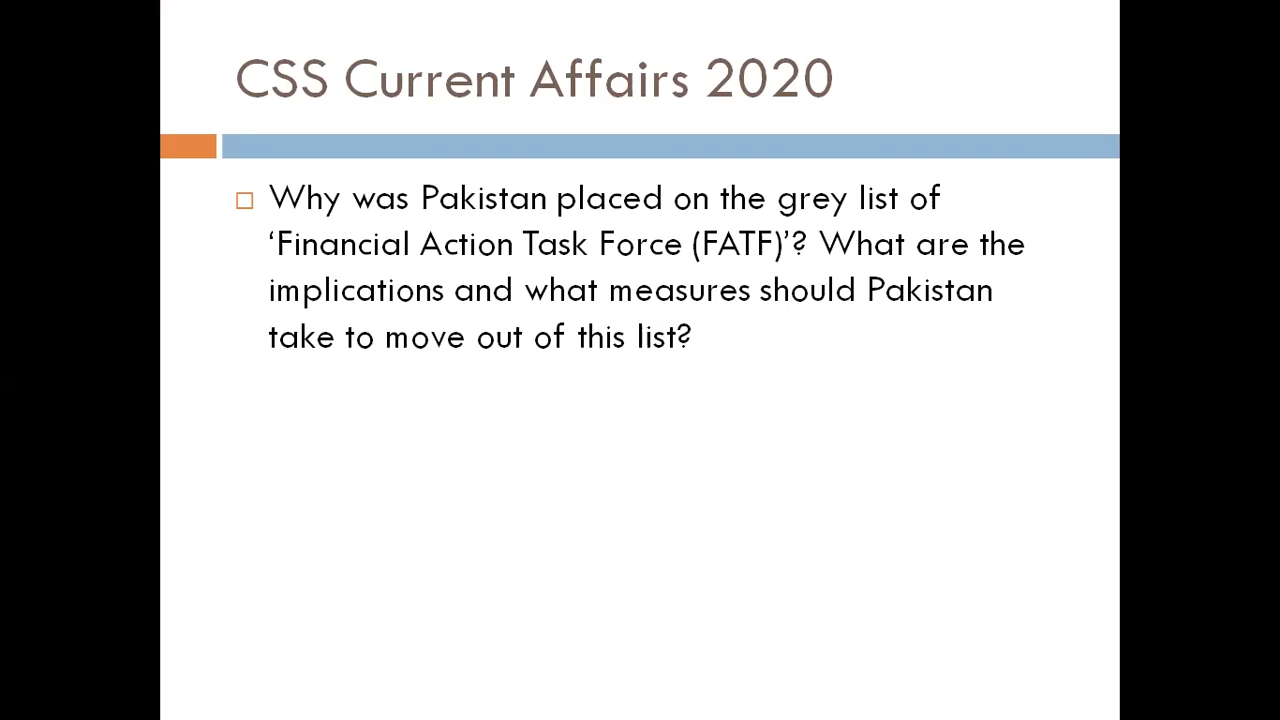 CSS Current Affairs 2020
Why was Pakistan placed on the grey list of
‘Financial Action Task Force (FATF)’? What are the
implications and what measures should Pakistan
take to move out of this list?